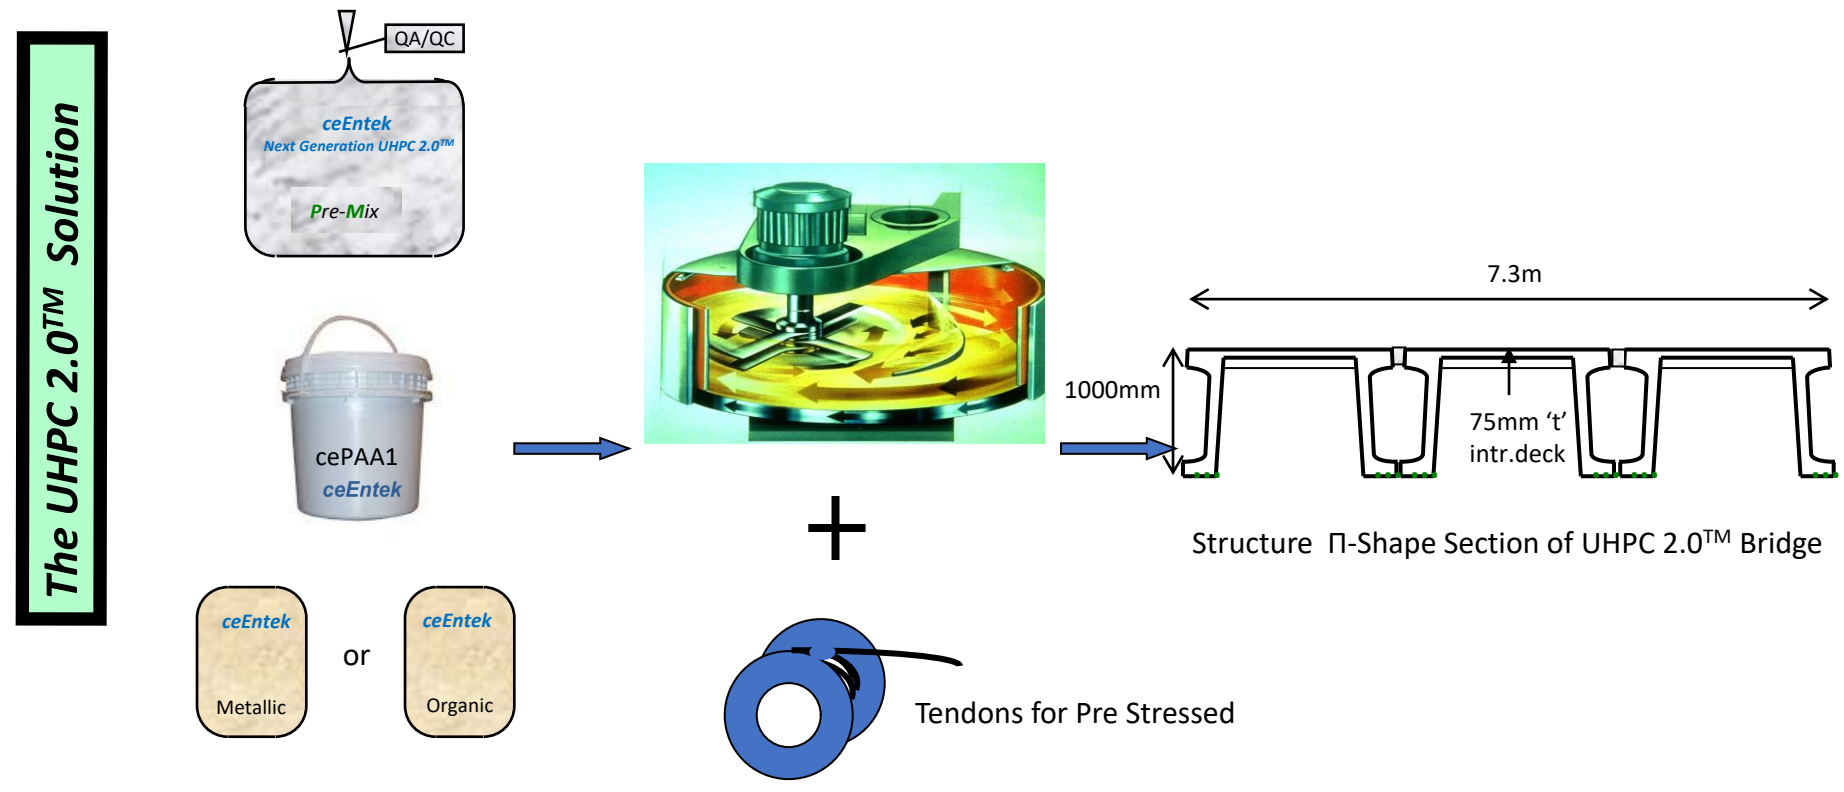 The UHPC 2.0TM Solution
QA/QC
ceEntek
Next Generation UHPC 2.0TM
Pre-Mix
cePAA1
ceEntek
ceEntek
Metallic
or
ceEntek
Organic
+
Tendons for Pre Stressed
7.3m
1000mm
75mm ‘t’
intr.deck
Structure Π-Shape Section of UHPC 2.0TM Bridge